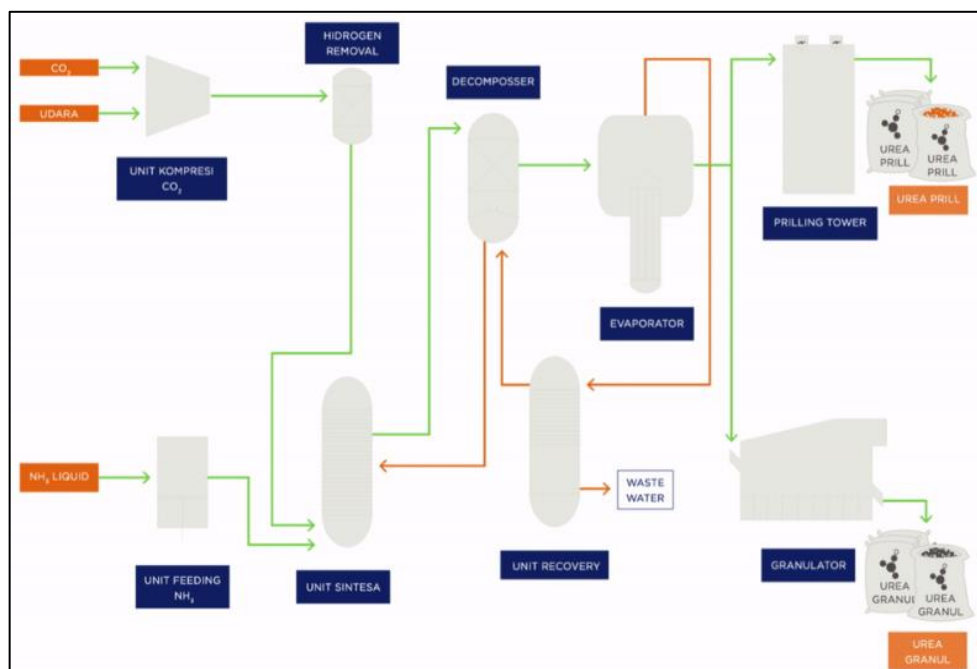 HIDROGEN
REMOVAL
CO₂
UDARA
UNIT KOMPRESI
CO₂
DECOMPOSSER
EVAPORATOR
PRILLING TOWER
UREA
PRILL
UREA
PRILL
UREA PRILL
NH₃ LIQUID
UNIT FEEDING
NH₃
UNIT SINTESA
UNIT RECOVERY
WASTE
WATER
GRANULATOR
UREA
GRANUL
UREA
GRANUL
UREA
GRANUL